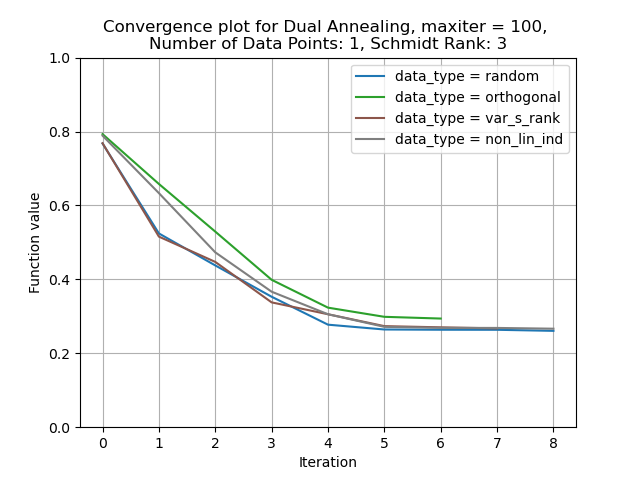 Convergence plot for Dual Annealing, maxiter = 100,
Number of Data Points: 1, Schmidt Rank: 3
data_type = random
data_type = orthogonal
data_type = var_s_rank
data_type = non_lin_ind
Function value
1.0
0.8
0.6
0.4
0.2
0.0
0 1 2 3 4 5 6 7 8
Iteration